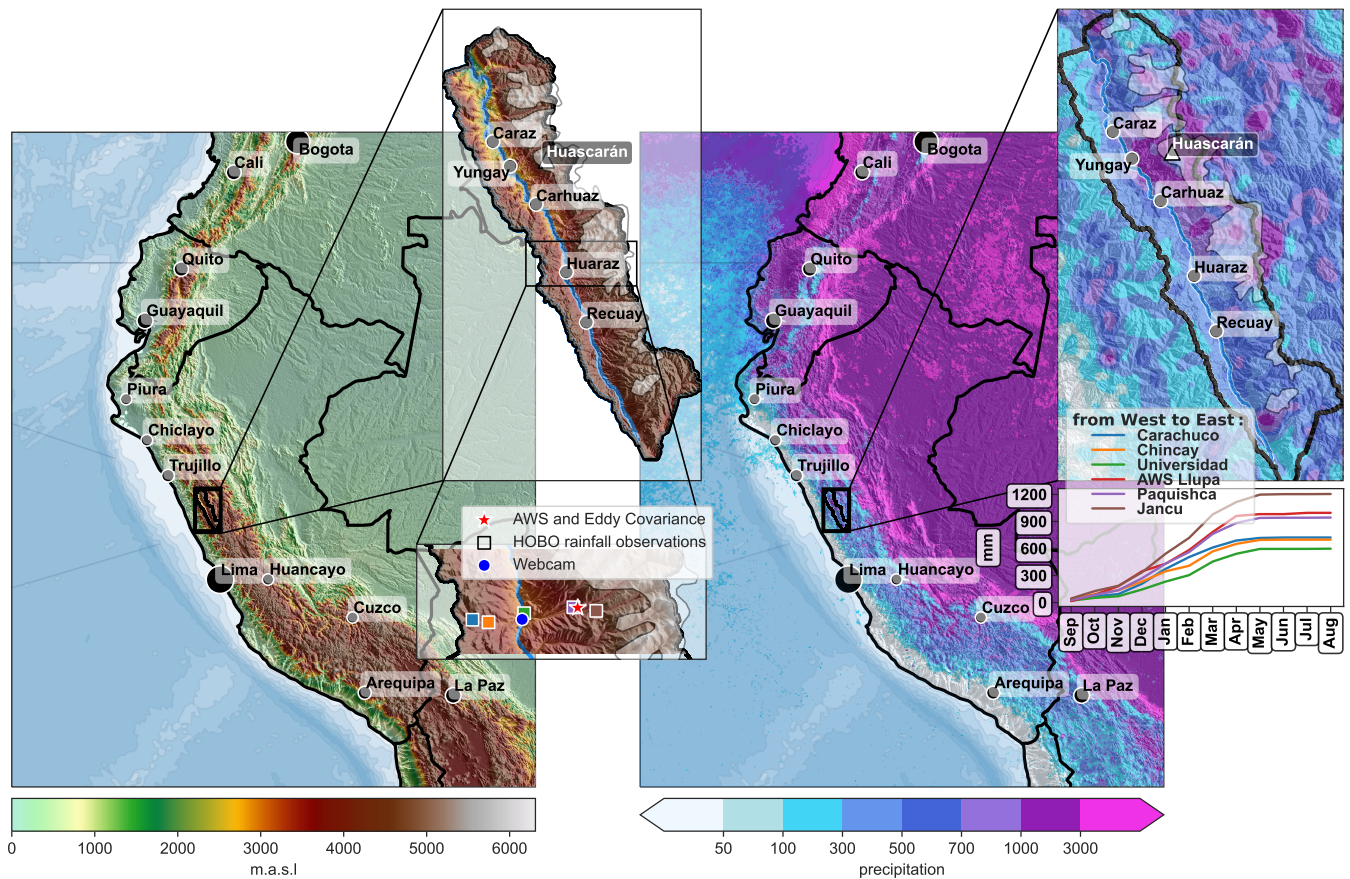 Caraz
Huascarán
Yungay
Carhuaz
Huaraz
Recuay
Cali
Bogota
Quito
Guayaquil
Piura
Chiclayo
Trujillo
Lima
Huancayo
Cuzco
Arequipa
La Paz
AWS and Eddy Covariance
HOBO rainfall observations
Webcam
0 1000 2000 3000 4000 5000 6000
m.a.s.l
Caraz
Huascarán
Yungay
Carhuaz
Huaraz
Recuay
Cali
Bogota
Quito
Guayaquil
Piura
Chiclayo
Trujillo
Lima
Huancayo
Cuzco
Arequipa
La Paz
from West to East :
Carachuco
Chincay
Universidad
AWS Llupa
Paquishca
Jancu
1200
900
600
300
0
mm
Sep Oct Nov Dec Jan Feb Mar Apr May Jun Jul Aug
50 100 300 500 700 1000 3000
precipitation